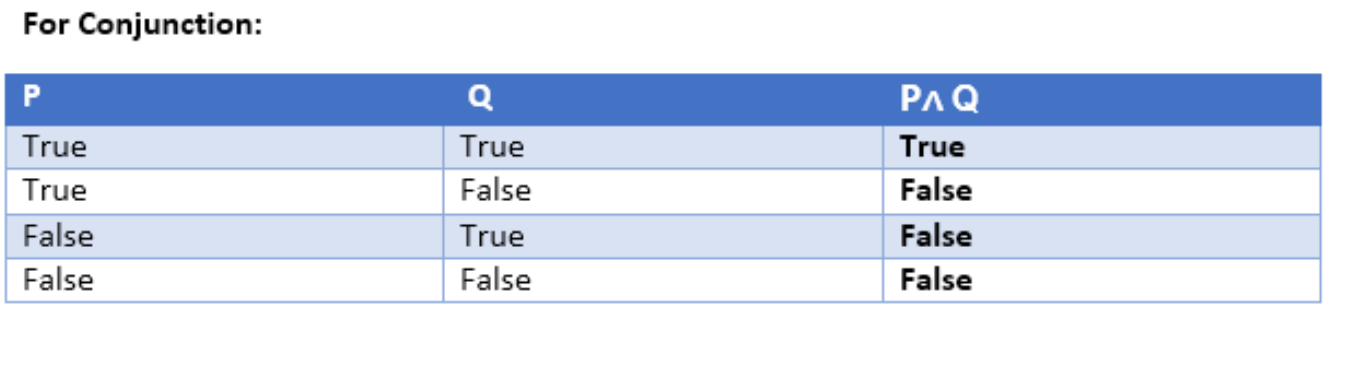 For Conjunction:
P Q P∧ Q
True True True
True False False
False True False
False False False